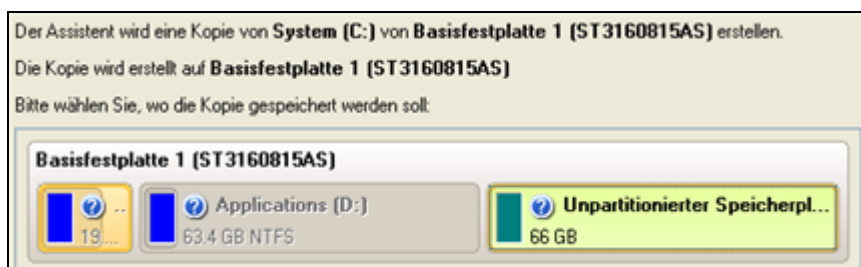 Der Assistent wird eine Kopie von System (C:) von Basisfestplatte 1 (ST3160815AS) erstellen.
Die Kopie wird erstellt auf Basisfestplatte 1 (ST3160815AS)
Bitte wählen Sie, wo die Kopie gespeichert werden soll:
Basisfestplatte 1 (ST3160815AS)
..
19...
Applications (D:)
63.4 GB NTFS
Unpartitionierter Speicherpl...
66 GB